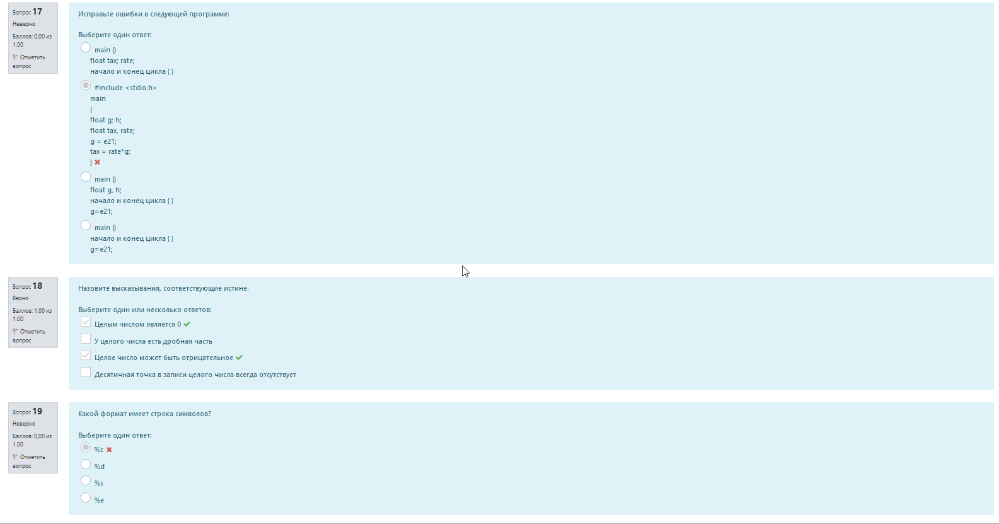 Вопрос 17
Неверно
Баллов: 0,00 из
1,00
Отметить
вопрос
Исправьте ошибки в следующей программе:
Выберите один ответ:
main ()
float tax; rate;
начало и конец цикла { }
#include <stdio.h>
main
(
float g; h;
float tax, rate;
g = e21;
tax = rate*g;
)
main ()
float g, h;
начало и конец цикла { }
g=e21;
main ()
начало и конец цикла { }
g=e21;
Вопрос 18
Верно
Баллов: 1,00 из
1,00
Отметить
вопрос
Назовите высказывания, соответствующие истине.
Выберите один или несколько ответов:
Целым числом является 0
У целого числа есть дробная часть
Целое число может быть отрицательное
Десятичная точка в записи целого числа всегда отсутствует
Вопрос 19
Неверно
Баллов: 0,00 из
1,00
Отметить
вопрос
Какой формат имеет строка символов?
Выберите один ответ:
%c
%d
%s
%e